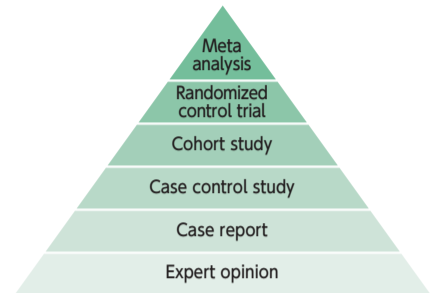 Meta
analysis
Randomized
control trial
Cohort study
Case control study
Case report
Expert opinion